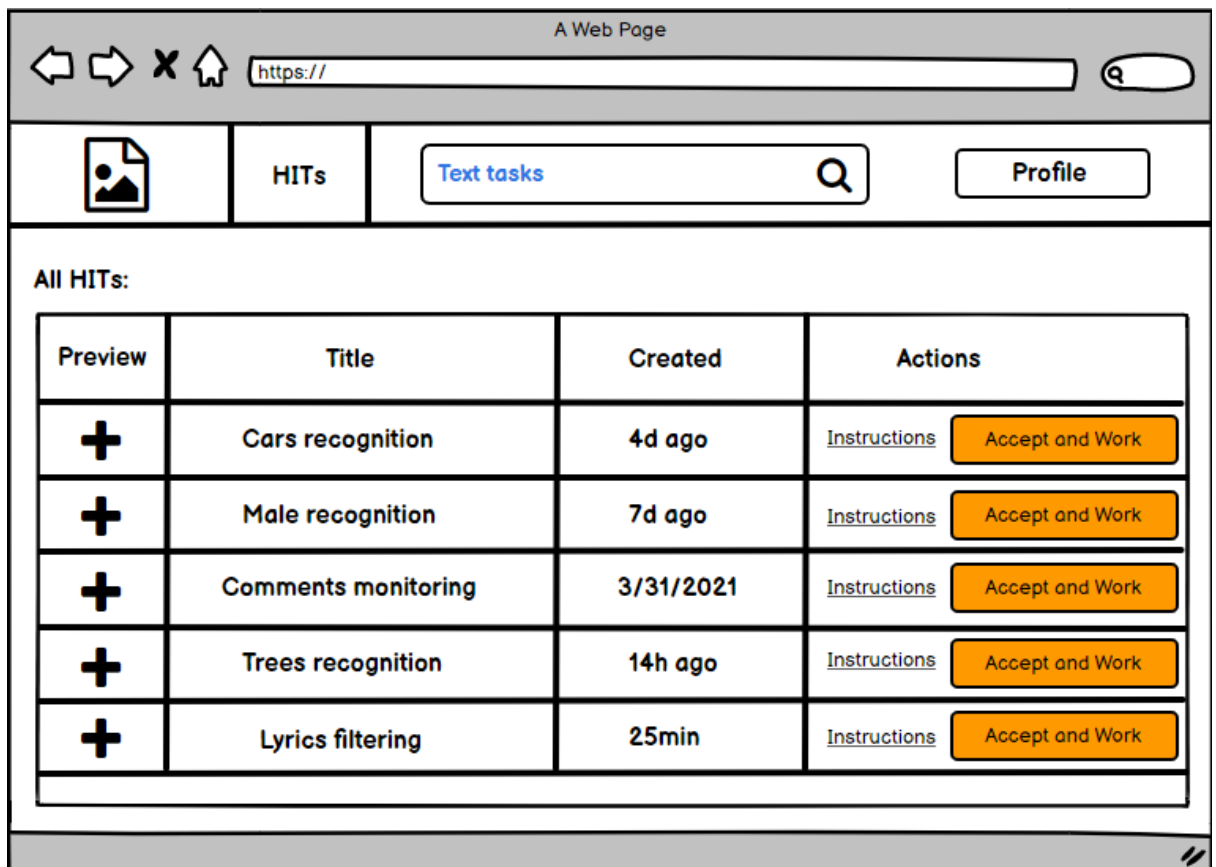 A Web Page
https://
HITs
Text tasks
Profile
All HITs:
Preview Title Created Actions
Cars recognition 4d ago Instructions Accept and Work
Male recognition 7d ago Instructions Accept and Work
Comments monitoring 3/31/2021 Instructions Accept and Work
Trees recognition 14h ago Instructions Accept and Work
Lyrics filtering 25min Instructions Accept and Work